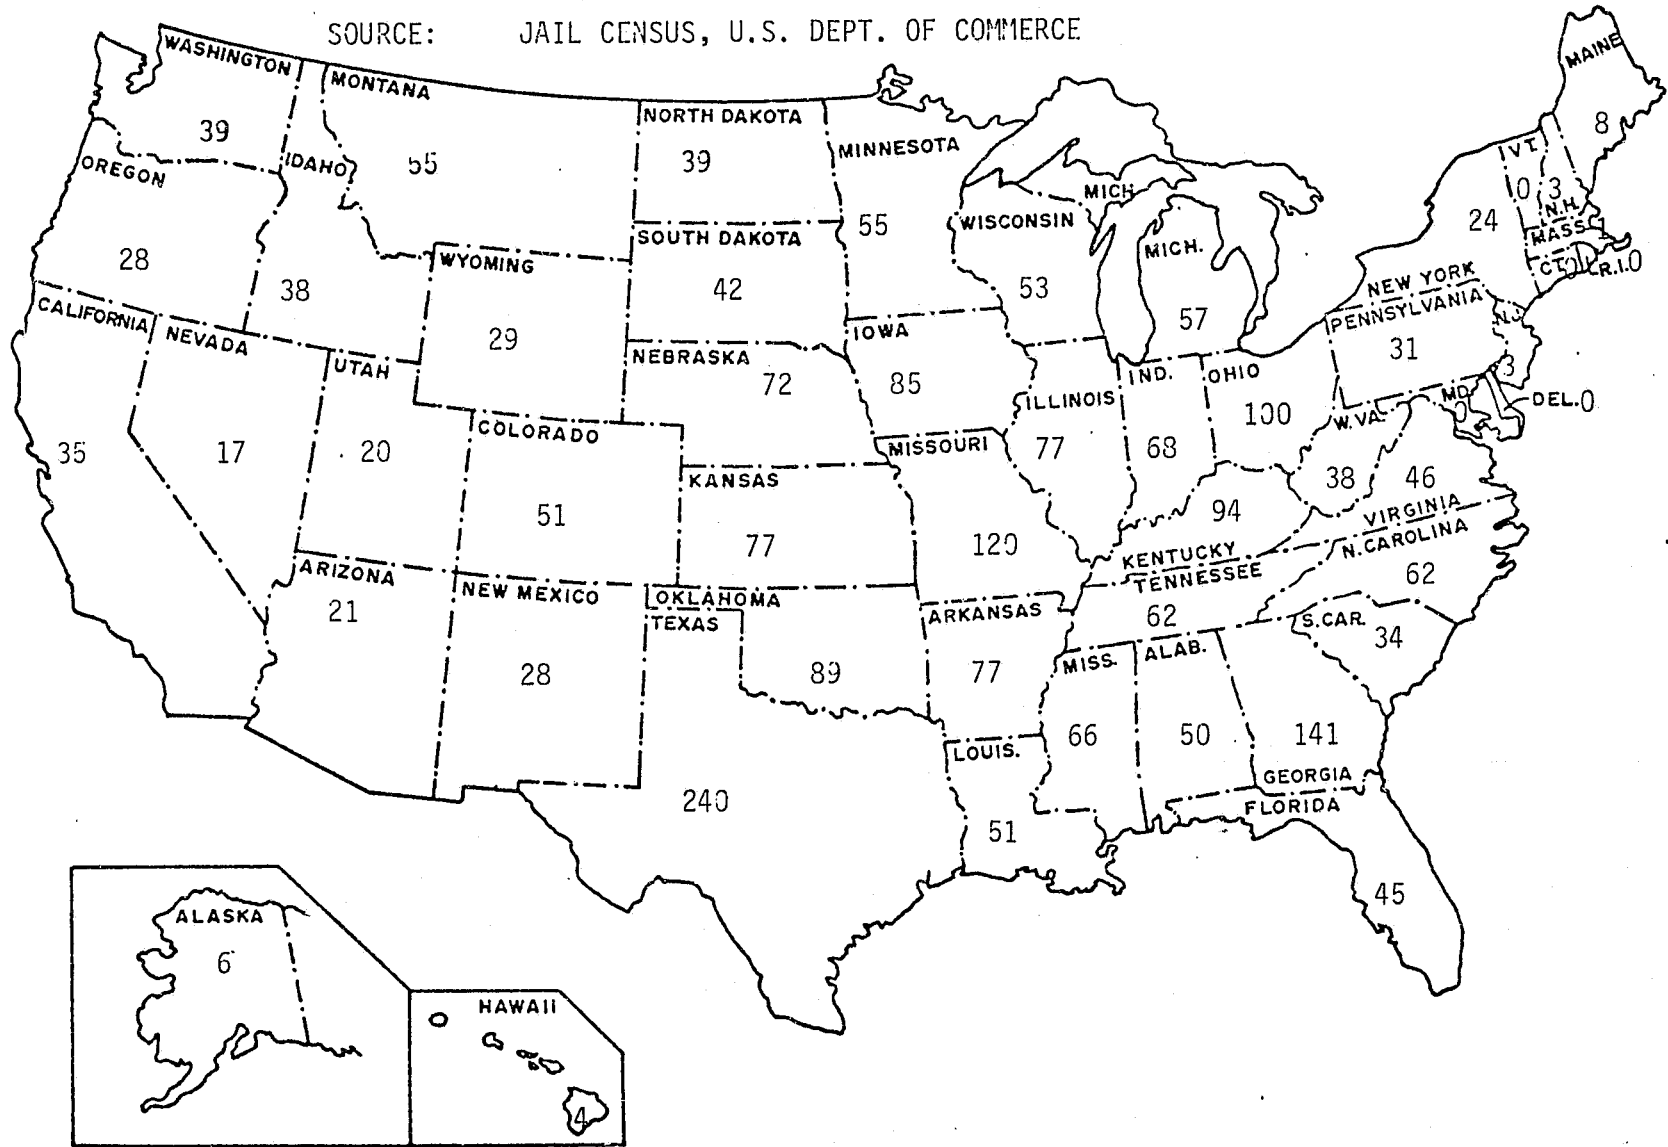 SOURCE: JAIL CENSUS, U.S. DEPT. OF COMMERCE
WASHINGTON
39
MONTANA
55
IDAHO
38
NORTH DAKOTA
39
MINNESOTA
55
MAINE
8
VT.
0
3
N.H.
MASS
1
CT.
0
R.I.0
24
NEW YORK
OREGON
28
SOUTH DAKOTA
42
WYOMING
29
WISCONSIN
53
MICH
MICH.
57
CALIFORNIA
35
NEVADA
17
UTAH
20
NEBRASKA
72
IOWA
85
PENNSYLVANIA
31
N.J.
3
ILLINOIS
77
IND.
68
OHIO
100
W.VA.
38
MD.
0
DEL.0
COLORADO
51
KANSAS
77
MISSOURI
120
KENTUCKY
94
46
VIRGINIA
ARIZONA
21
NEW MEXICO
28
OKLAHOMA
89
TEXAS
240
ARKANSAS
77
TENNESSEE
62
N.CAROLINA
62
S.CAR.
34
MISS.
66
ALAB.
50
141
GEORGIA
LOUIS.
51
FLORIDA
45
ALASKA
6
HAWAII
4